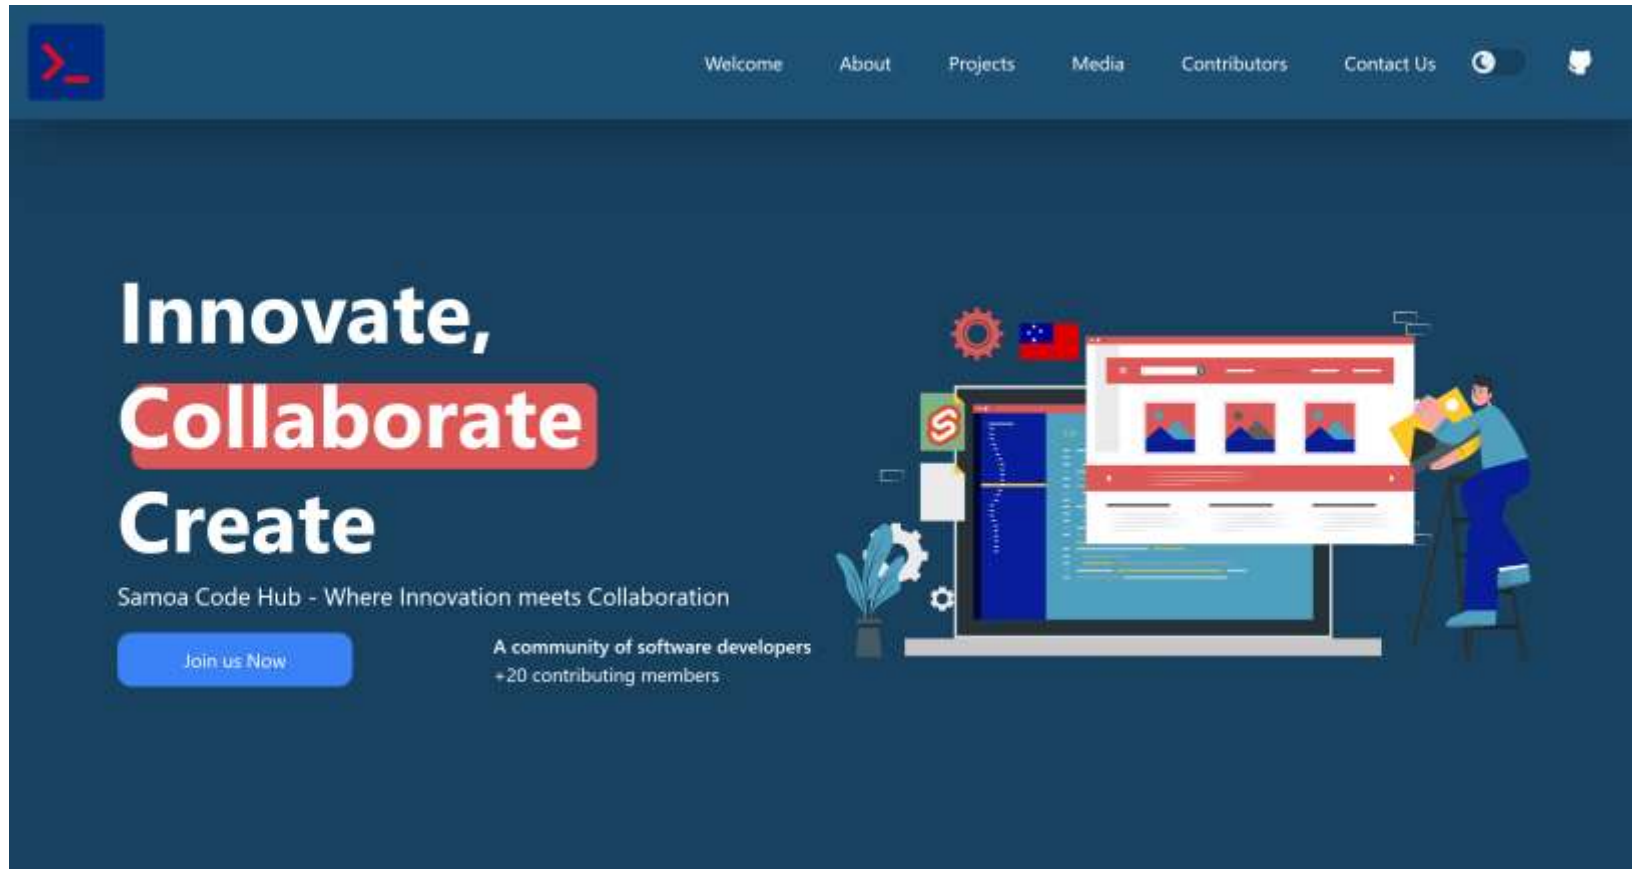 >_
Welcome About Projects Media Contributors Contact Us
Innovate,
Collaborate
Create
Samoa Code Hub - Where Innovation meets Collaboration
Join us Now
A community of software developers
+20 contributing members